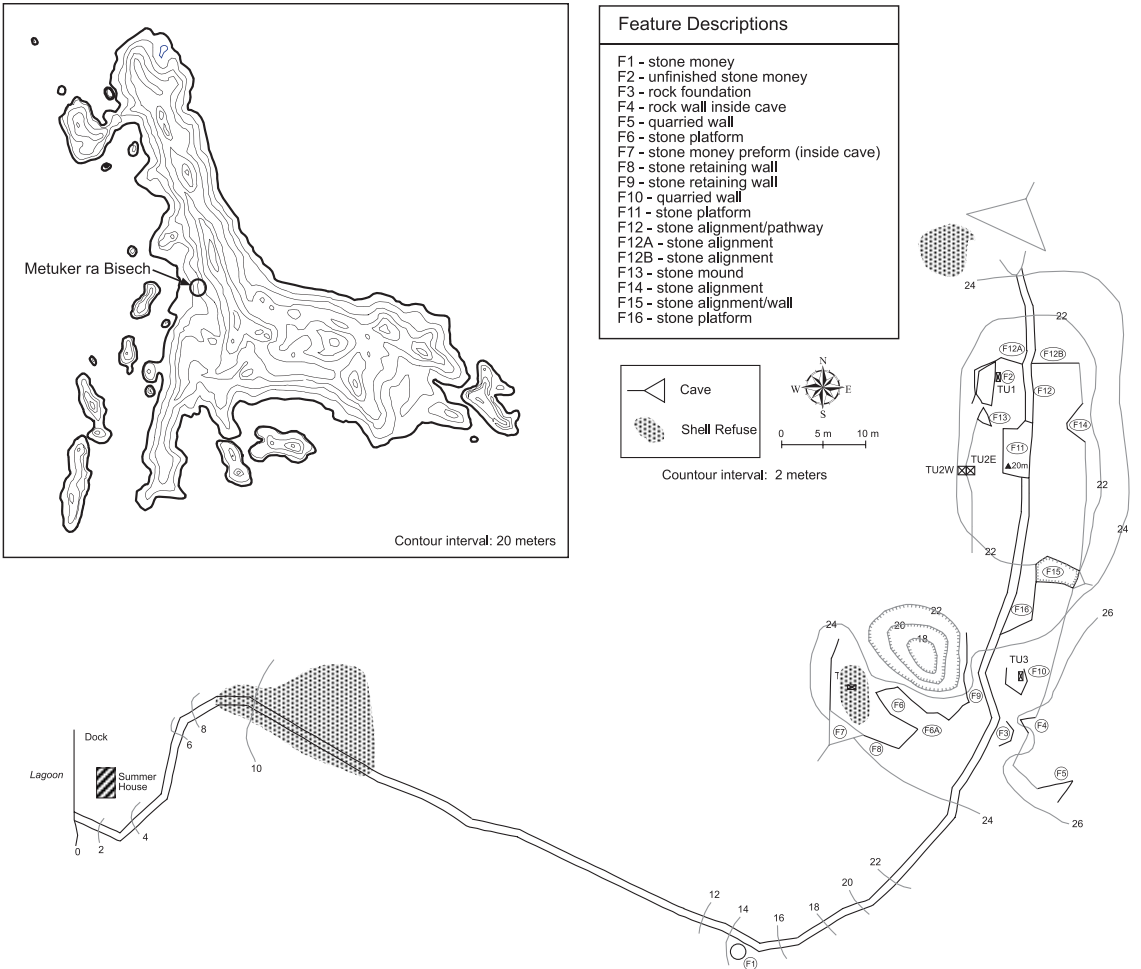 Metuker ra Bisech
Contour interval: 20 meters
Feature Descriptions
F1 - stone money
F2 - unfinished stone money
F3 - rock foundation
F4 - rock wall inside cave
F5 - quarried wall
F6 - stone platform
F7 - stone money preform (inside cave)
F8 - stone retaining wall
F9 - stone retaining wall
F10 - quarried wall
F11 - stone platform
F12 - stone alignment/pathway
F12A - stone alignment
F12B - stone alignment
F13 - stone mound
F14 - stone alignment
F15 - stone alignment/wall
F16 - stone platform
Cave
Shell Refuse
N
W E
S
0 5 m 10 m
Countour interval: 2 meters
24
22
F12A
F12B
F2
TU1
F12
F13
F14
F11
TU2E
TU2W
20m
22
24
22
F15
F16
26
22
24
20
18
TU3
F10
F6
F9
F4
F6A
F3
F7
F8
F5
24
26
8
6
10
Dock
Lagoon
Summer
House
4
2
0
22
20
12
14
16
18
F1